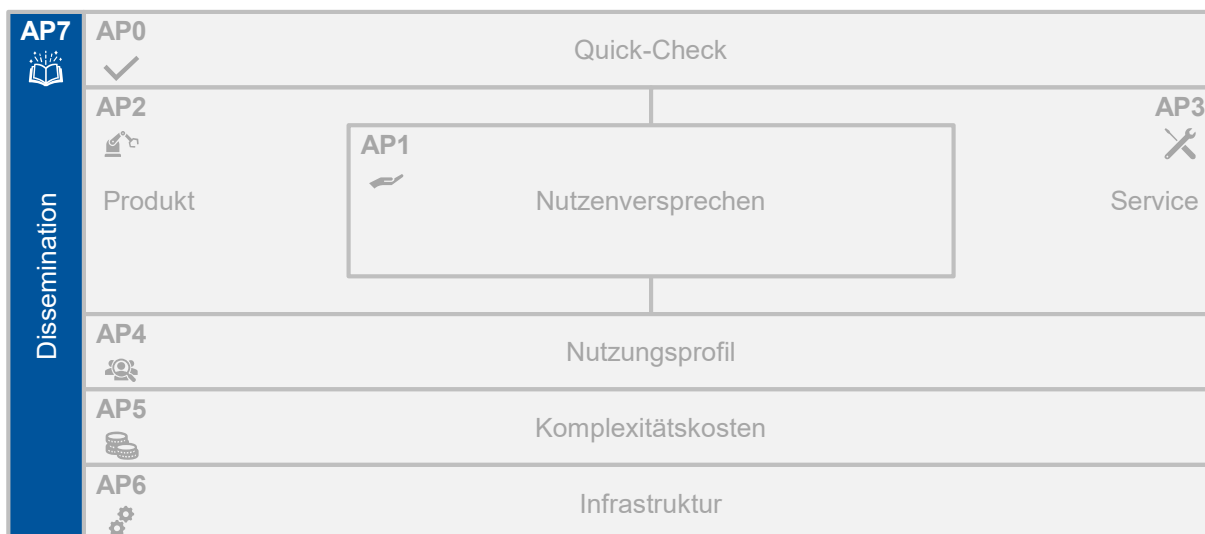 AP7
Dissemination
AP0
Quick-Check
AP2
Produkt
AP1
Nutzenversprechen
AP3
Service
AP4
Nutzungsprofil
AP5
Komplexitätskosten
AP6
Infrastruktur